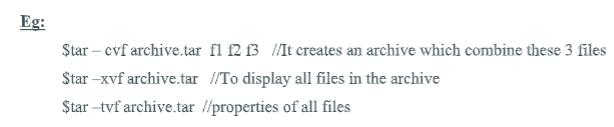 Eg:
$tar – cvf archive.tar f1 f2 f3 //It creates an archive which combine these 3 files
$tar –xvf archive.tar //To display all files in the archive
$tar –tvf archive.tar //properties of all files